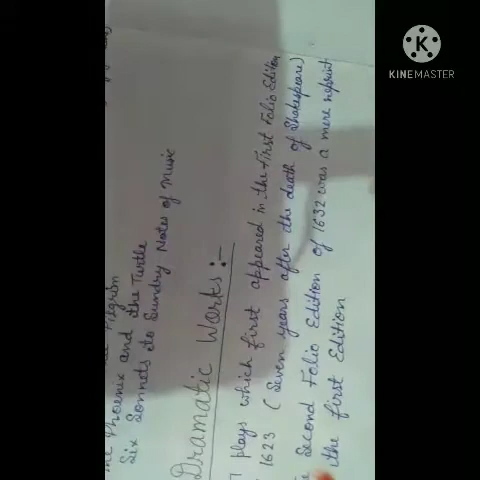 Pilgrim
Phoenix and the Turtle
Six Sonnets to Sundry Notes of Music
Dramatic Works:-
plays which first appeared in the First Folio Edition
1623 (Seven years after the death of Shakespeare)
Second Folio Edition of 1632 was a mere reprint
the first Edition
K
KINEMASTER